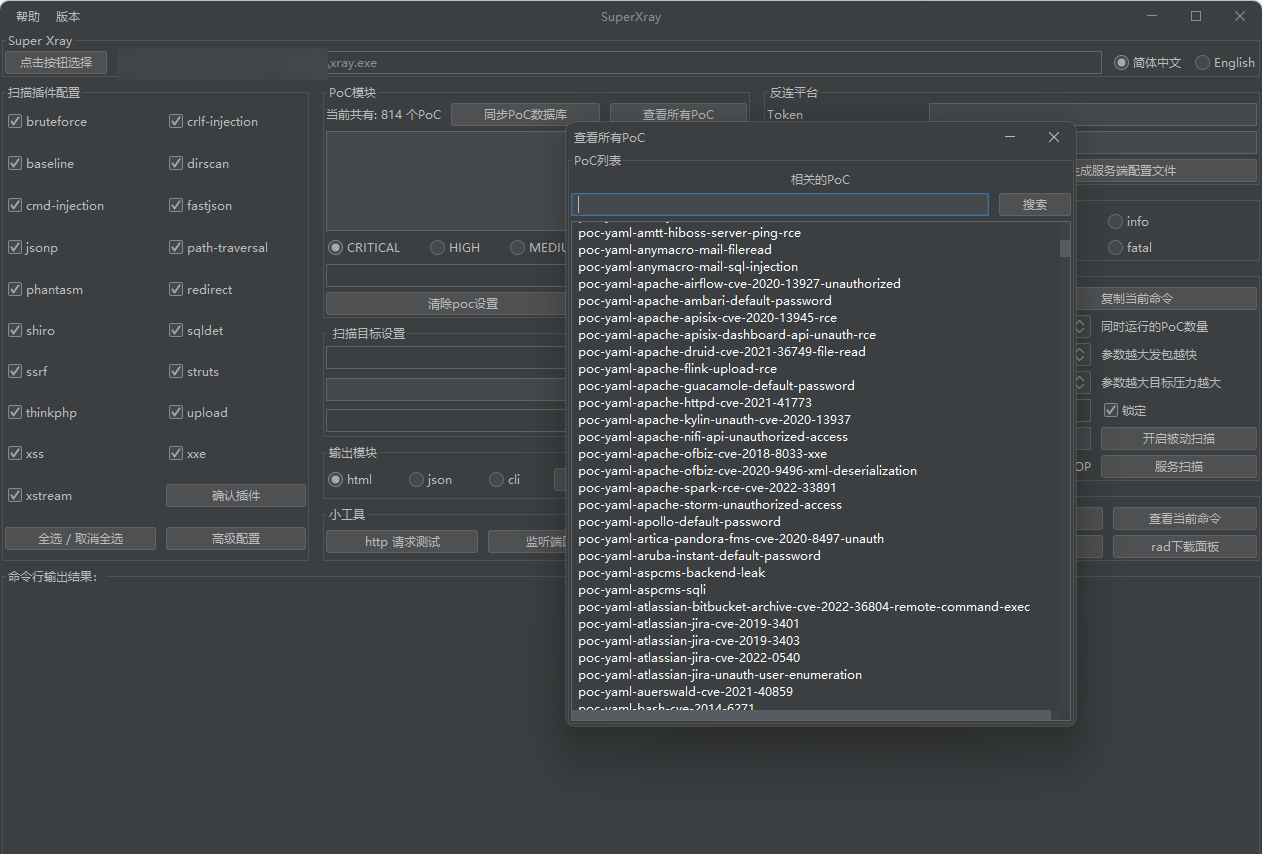 帮助 版本 SuperXray
Super Xray
点击按钮选择 \xray.exe 简体中文 English
扫描插件配置
bruteforce crlf-injection
baseline dirscan
cmd-injection fastjson
jsonp path-traversal
phantasm redirect
shiro sqldet
ssrf struts
thinkphp upload
xss xxe
xstream 确认插件
全选 / 取消全选 高级配置
PoC模块
当前共有: 814 个PoC 同步PoC数据库 查看所有PoC
CRITICAL HIGH MEDIU
清除poc设置
扫描目标设置
输出模块
html json cli
小工具
http 请求测试 监听端
反连平台
Token
成服务端配置文件
info
fatal
复制当前命令
同时运行的PoC数量
参数越大发包越快
参数越大目标压力越大
锁定
开启被动扫描
OP 服务扫描
查看当前命令
rad下载面板
查看所有PoC
PoC列表
相关的PoC
搜索
poc-yaml-amtt-hiboss-server-ping-rce
poc-yaml-anymacro-mail-fileread
poc-yaml-anymacro-mail-sql-injection
poc-yaml-apache-airflow-cve-2020-13927-unauthorized
poc-yaml-apache-ambari-default-password
poc-yaml-apache-apisix-cve-2020-13945-rce
poc-yaml-apache-apisix-dashboard-api-unauth-rce
poc-yaml-apache-druid-cve-2021-36749-file-read
poc-yaml-apache-flink-upload-rce
poc-yaml-apache-guacamole-default-password
poc-yaml-apache-httpd-cve-2021-41773
poc-yaml-apache-kylin-unauth-cve-2020-13937
poc-yaml-apache-nifi-api-unauthorized-access
poc-yaml-apache-ofbiz-cve-2018-8033-xxe
poc-yaml-apache-ofbiz-cve-2020-9496-xml-deserialization
poc-yaml-apache-spark-rce-cve-2022-33891
poc-yaml-apache-storm-unauthorized-access
poc-yaml-apollo-default-password
poc-yaml-artica-pandora-fms-cve-2020-8497-unauth
poc-yaml-aruba-instant-default-password
poc-yaml-aspcms-backend-leak
poc-yaml-aspcms-sqli
poc-yaml-atlassian-bitbucket-archive-cve-2022-36804-remote-command-exec
poc-yaml-atlassian-jira-cve-2019-3401
poc-yaml-atlassian-jira-cve-2019-3403
poc-yaml-atlassian-jira-cve-2022-0540
poc-yaml-atlassian-jira-unauth-user-enumeration
poc-yaml-auerswald-cve-2021-40859
poc-yaml-bash-cve-2014-6271
命令行输出结果：